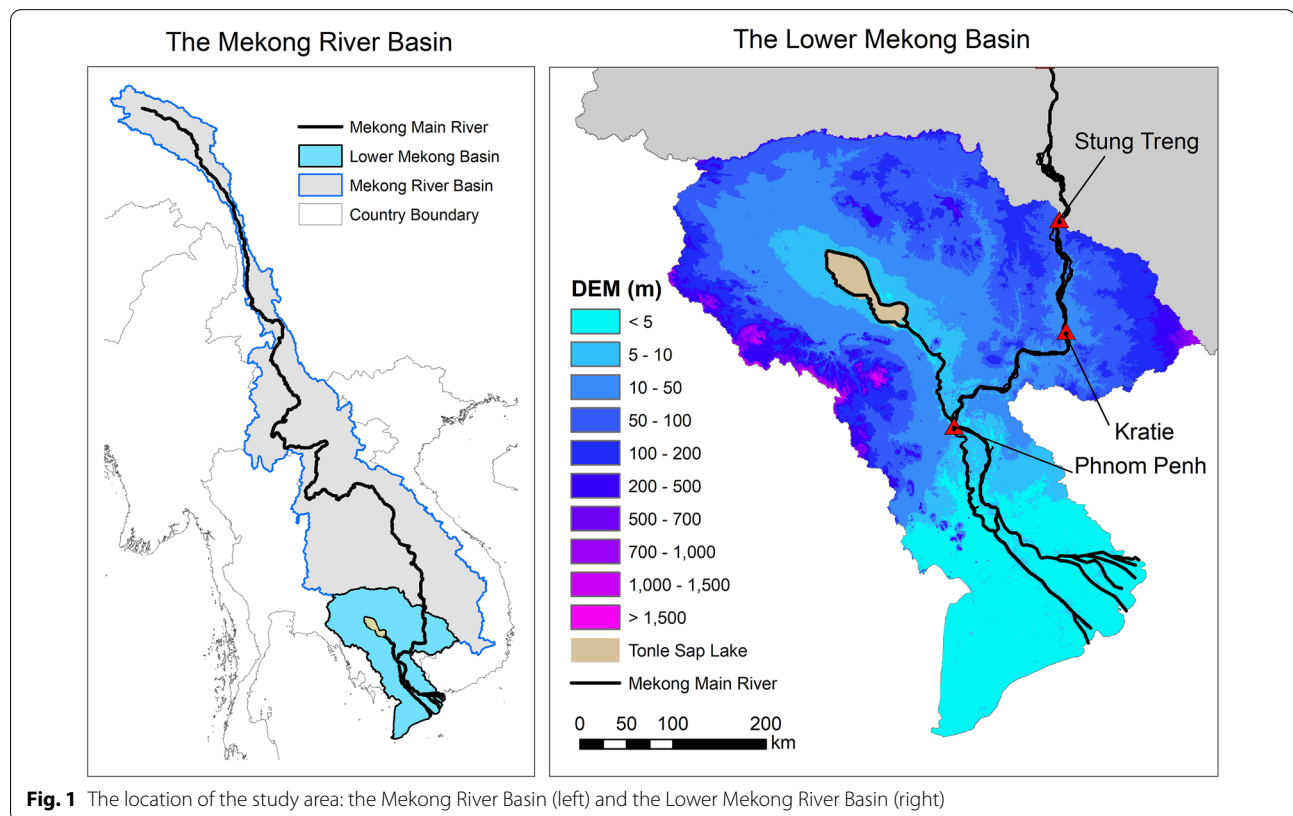 The Mekong River Basin
The Lower Mekong Basin
Mekong Main River
Lower Mekong Basin
Mekong River Basin
Country Boundary
Stung Treng
Kratie
Phnom Penh
DEM (m)
< 5
5 - 10
10 - 50
50 - 100
100 - 200
200 - 500
500 - 700
700 - 1,000
1,000 - 1,500
> 1,500
Tonle Sap Lake
Mekong Main River
0 50 100 200
km
Fig. 1 The location of the study area: the Mekong River Basin (left) and the Lower Mekong River Basin (right)